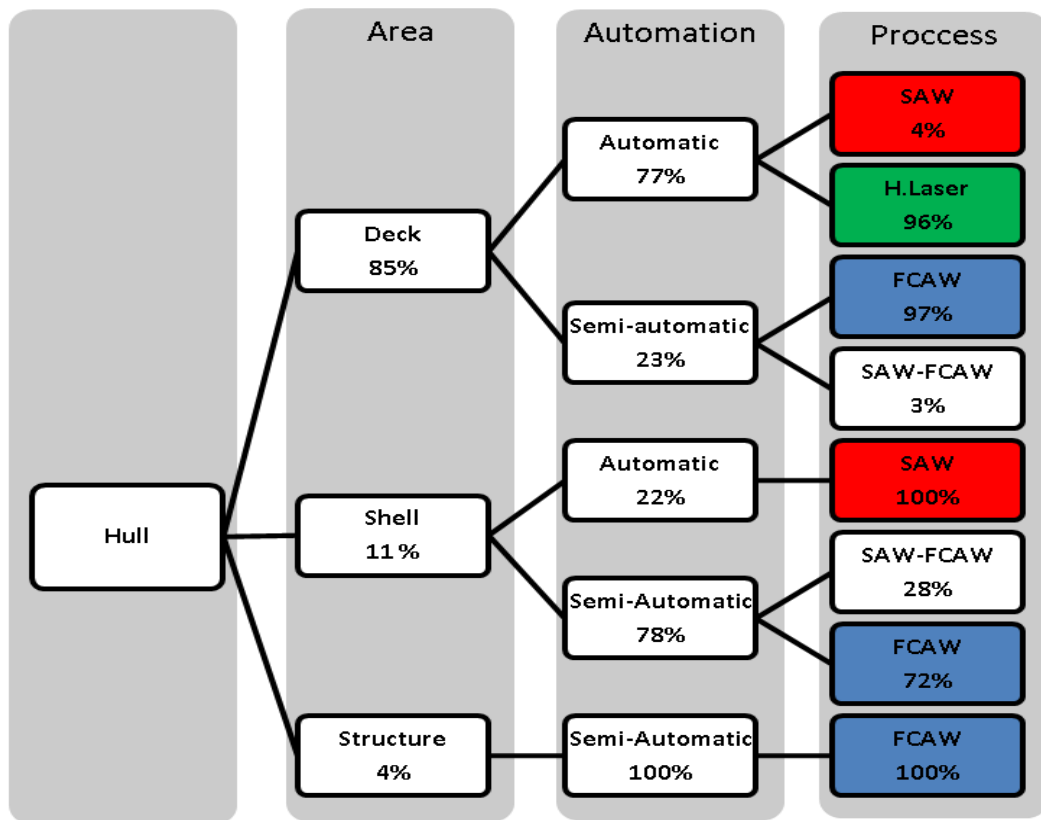 Area
Automation
Proccess
Hull
Deck
85%
Shell
11%
Structure
4%
Automatic
77%
Semi-automatic
23%
Automatic
22%
Semi-Automatic
78%
Semi-Automatic
100%
SAW
4%
H.Laser
96%
FCAW
97%
SAW-FCAW
3%
SAW
100%
SAW-FCAW
28%
FCAW
72%
FCAW
100%